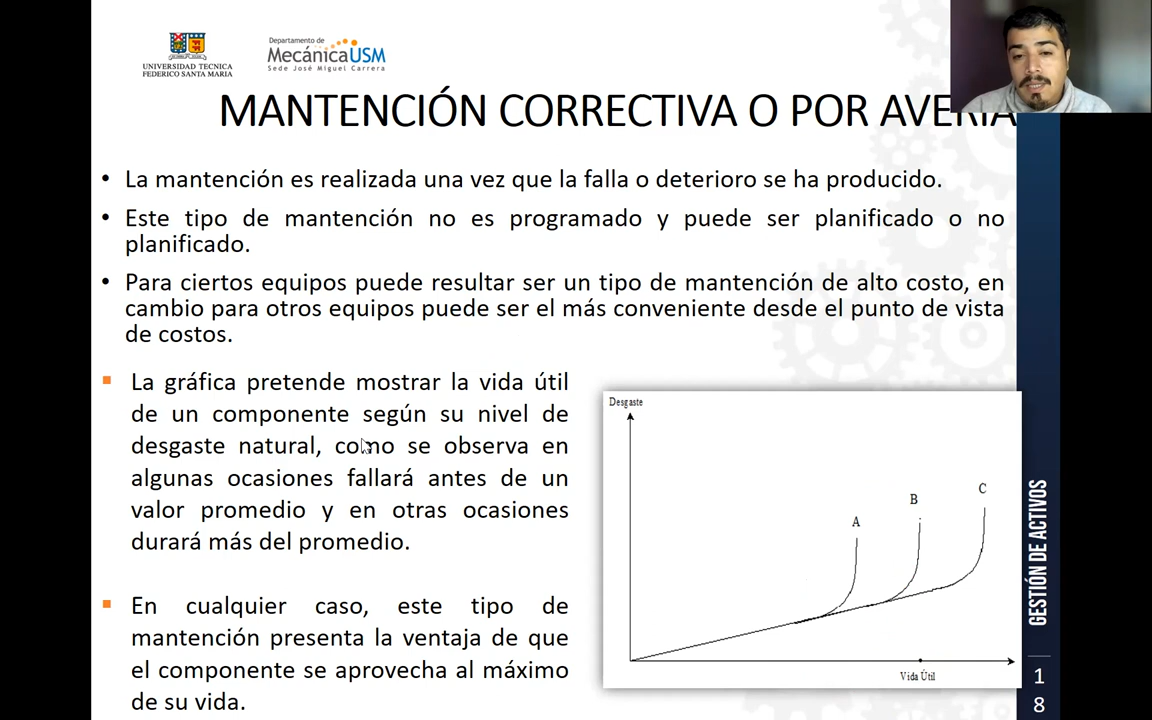 UNIVERSIDAD TECNICA
FEDERICO SANTA MARIA
Departamento de
MecánicaUSM
Sede José Miguel Carrera
MANTENCIÓN CORRECTIVA O POR AVERIA
• La mantención es realizada una vez que la falla o deterioro se ha producido.
• Este tipo de mantención no es programado y puede ser planificado o no
planificado.
• Para ciertos equipos puede resultar ser un tipo de mantención de alto costo, en
cambio para otros equipos puede ser el más conveniente desde el punto de vista
de costos.
La gráfica pretende mostrar la vida útil
de un componente según su nivel de
desgaste natural, como se observa en
algunas ocasiones fallará antes de un
valor promedio y en otras ocasiones
durará más del promedio.
En cualquier caso, este tipo de
mantención presenta la ventaja de que
el componente se aprovecha al máximo
de su vida.
Desgaste
A
B
C
Vida Útil
GESTIÓN DE ACTIVOS
1
8